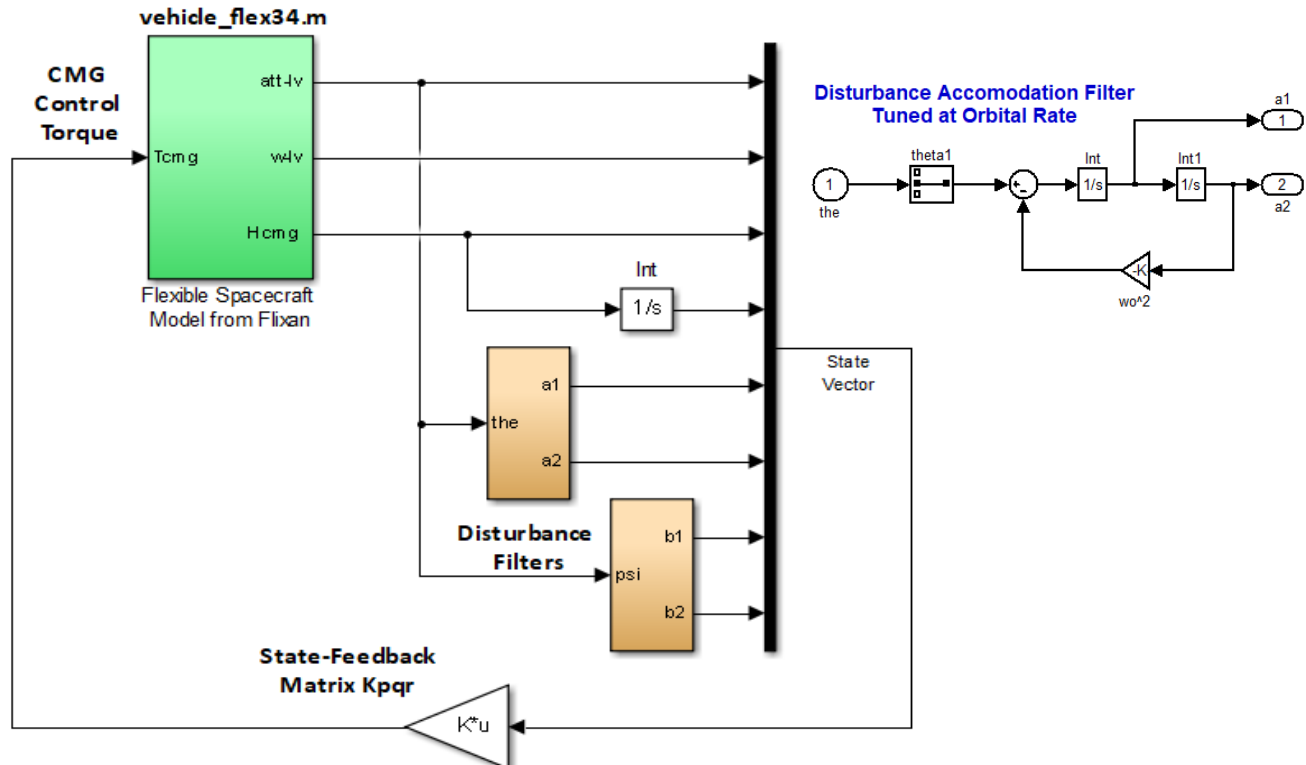 vehicle_flex34.m
CMG
Control
Torque
Tcmg
att-lv
w-lv
Hcmg
Flexible Spacecraft
Model from Flixan
Int
1/s
the
a1
a2
Disturbance
Filters
psi
b1
b2
State
Vector
State-Feedback
Matrix Kpqr
K*u
Disturbance Accomodation Filter
Tuned at Orbital Rate
1
the
theta1
+
-
Int
1/s
Int1
1/s
a1
1
2
a2
-K
wo^2